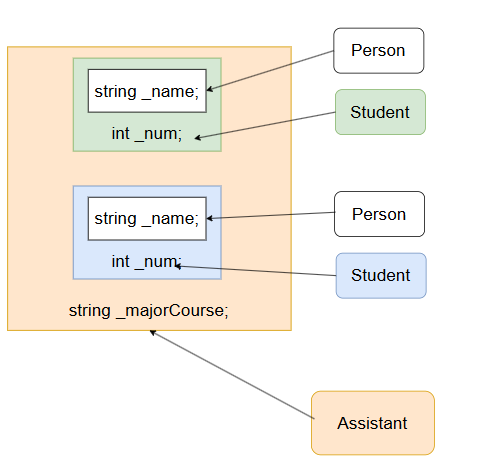 Person
string _name;
Student
int _num;
Person
string _name;
Student
int _num;
string _majorCourse;
Assistant